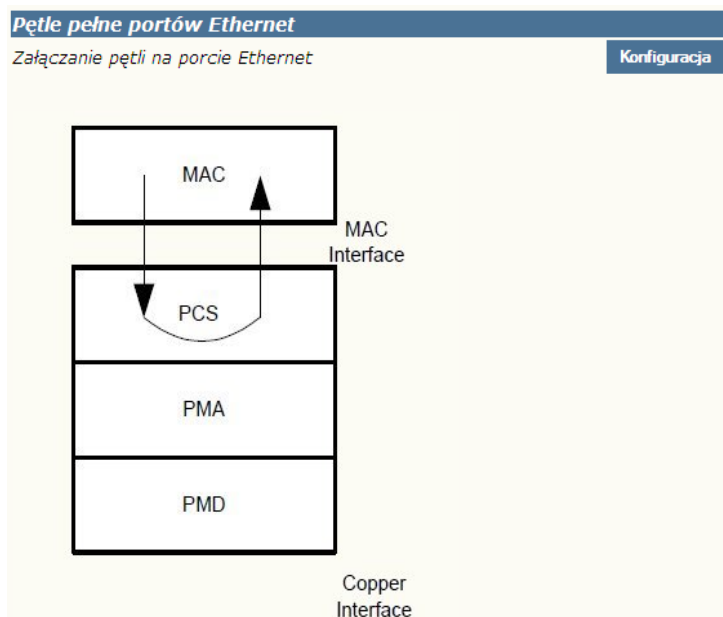 Pętle pełne portów Ethernet
Załączanie pętli na porcie Ethernet
Konfiguracja
MAC
MAC
Interface
PCS
PMA
PMD
Copper
Interface